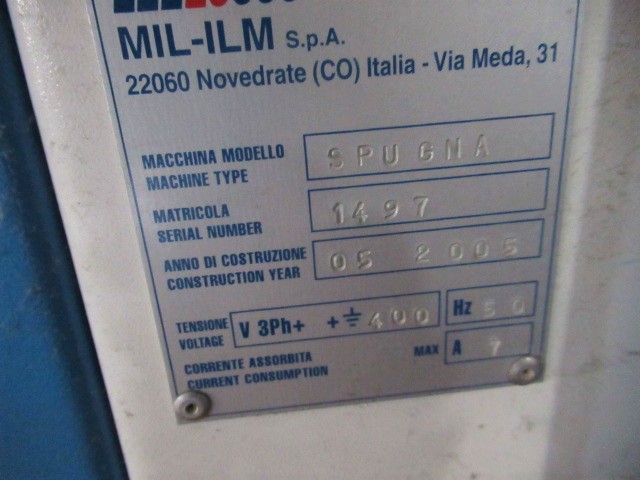 MIL-ILM S.p.A.
22060 Novedrate (CO) Italia - Via Meda, 31
MACCHINA MODELLO
MACHINE TYPE
SPUGNA
MATRICOLA
SERIAL NUMBER
1497
ANNO DI COSTRUZIONE
CONSTRUCTION YEAR
05 2005
TENSIONE
VOLTAGE
V 3Ph+ +⏚ 400
Hz 50
CORRENTE ASSORBITA
CURRENT CONSUMPTION
MAX A 7